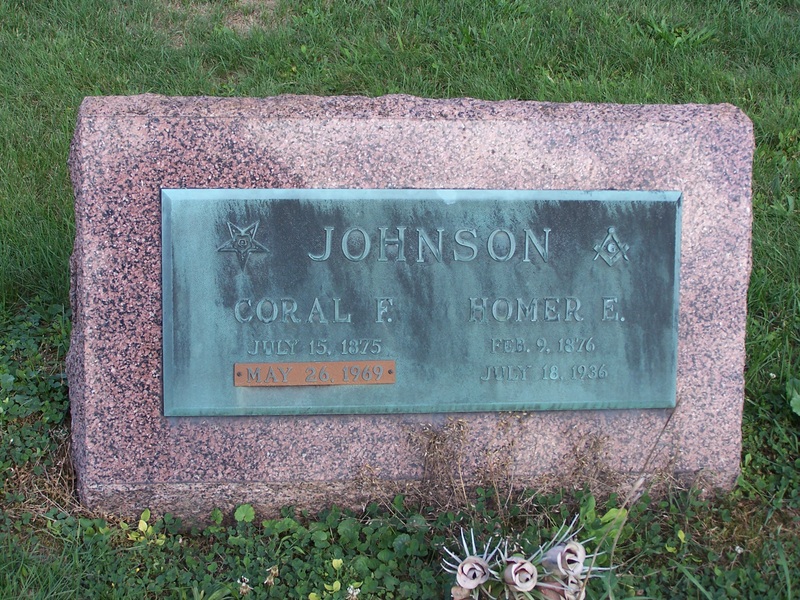 JOHNSON
CORAL F. HOMER E.
JULY 15, 1875 FEB. 9, 1876
MAY 26, 1969 JULY 18, 1936